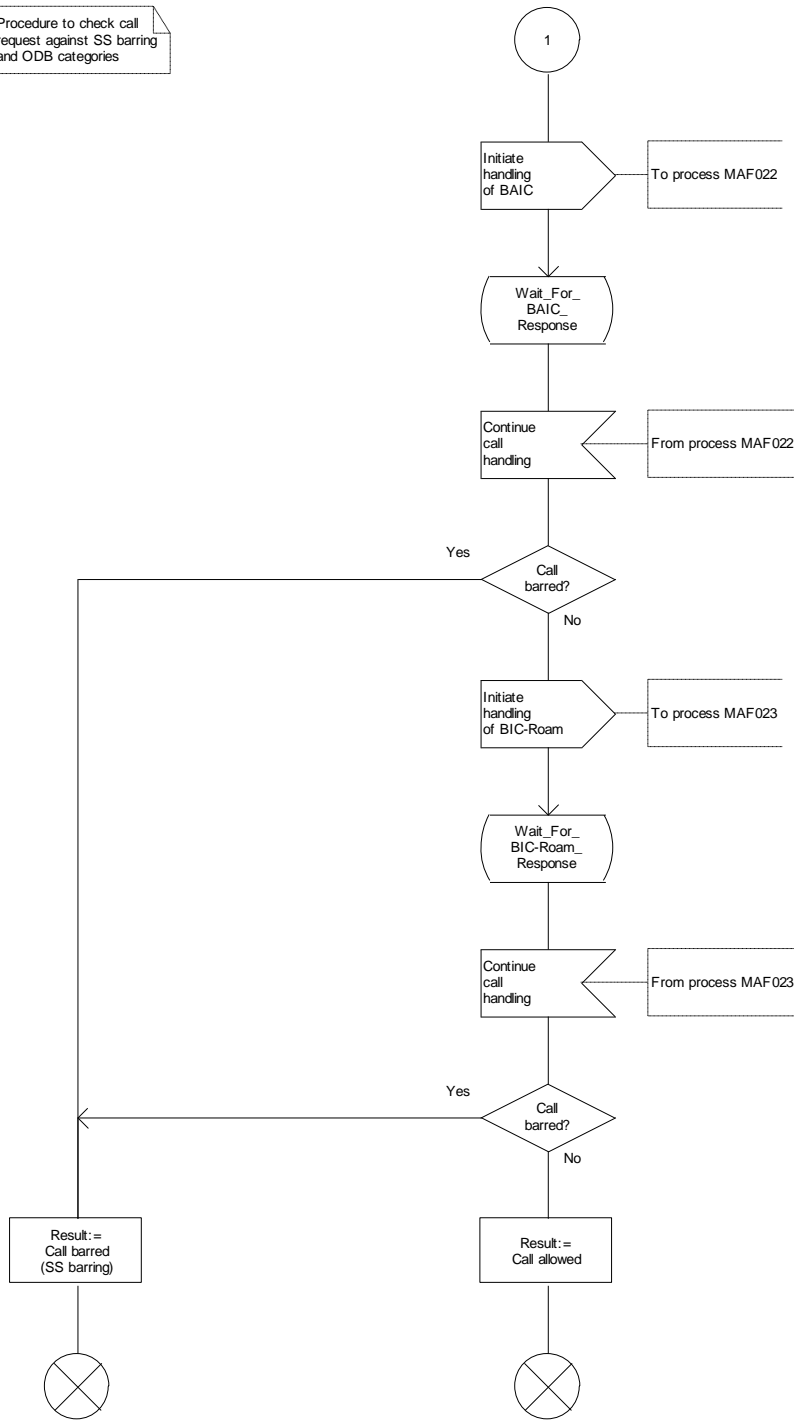 Procedure to check call
request against SS barring
and ODB categories
1
Initiate
handling
of BAIC
To process MAF022
Wait_For_
BAIC_
Response
Continue
call
handling
From process MAF022
Yes
Call
barred?
No
Initiate
handling
of BIC-Roam
To process MAF023
Wait_For_
BIC-Roam_
Response
Continue
call
handling
From process MAF023
Yes
Call
barred?
No
Result:=
Call barred
(SS barring)
Result:=
Call allowed